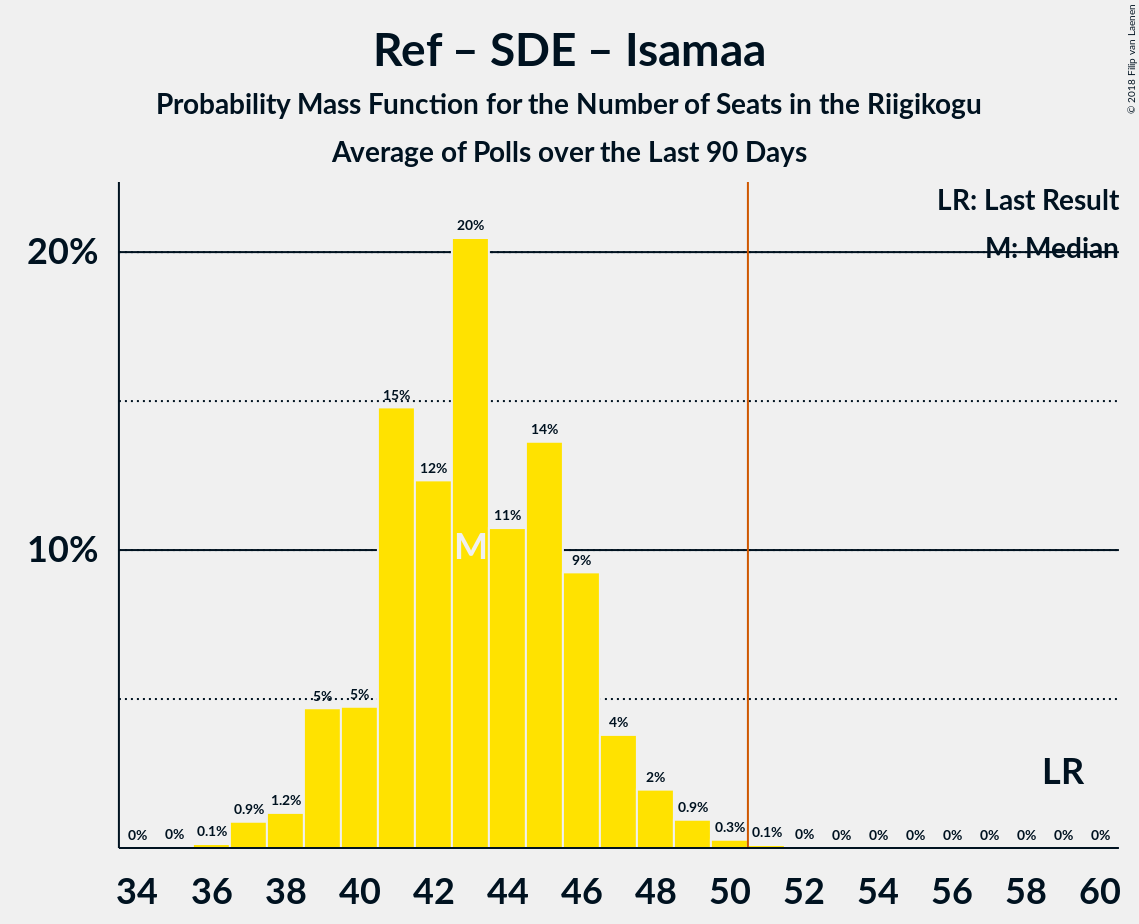 Ref – SDE – Isamaa
Probability Mass Function for the Number of Seats in the Riigikogu
Average of Polls over the Last 90 Days
© 2018 Filip van Laenen
LR: Last Result
M: Median
20%
10%
0% 0% 0.1% 0.9% 1.2% 5% 5% 15% 12% 20% 11% 14% 9% 4% 2% 0.9% 0.3% 0.1% 0% 0% 0% 0% 0% 0% 0% 0% 0%
M
LR
34 36 38 40 42 44 46 48 50 52 54 56 58 60